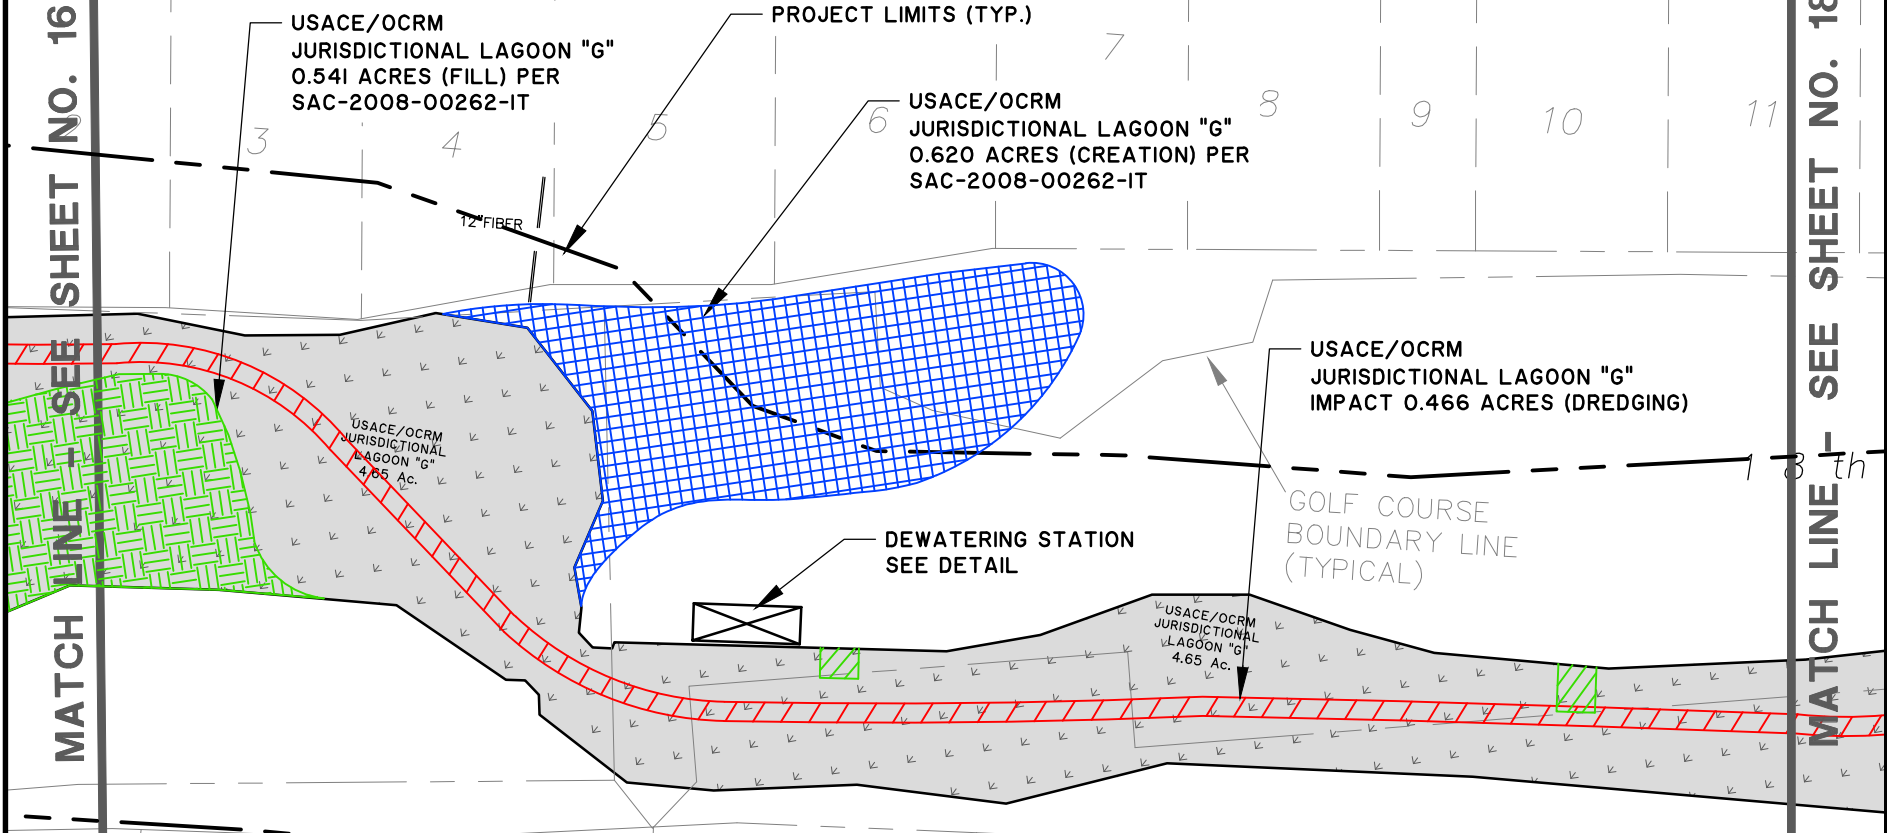 MATCH LINE - SEE SHEET NO. 16
USACE/OCRM
JURISDICTIONAL LAGOON "G"
0.541 ACRES (FILL) PER
SAC-2008-00262-IT
PROJECT LIMITS (TYP.)
USACE/OCRM
JURISDICTIONAL LAGOON "G"
0.620 ACRES (CREATION) PER
SAC-2008-00262-IT
3
4
5
6
7
8
9
10
11
12" FIBER
USACE/OCRM
JURISDICTIONAL LAGOON "G"
IMPACT 0.466 ACRES (DREDGING)
USACE/OCRM
JURISDICTIONAL
LAGOON "G"
4.65 Ac.
18 th
GOLF COURSE
BOUNDARY LINE
(TYPICAL)
DEWATERING STATION
SEE DETAIL
USACE/OCRM
JURISDICTIONAL
LAGOON "G"
4.65 Ac.
MATCH LINE - SEE SHEET NO. 18